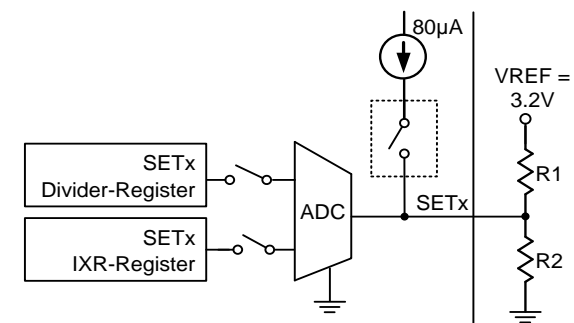 80µA
VREF =
3.2V
R1
SETx
Divider-Register
ADC
SETx
SETx
IXR-Register
R2